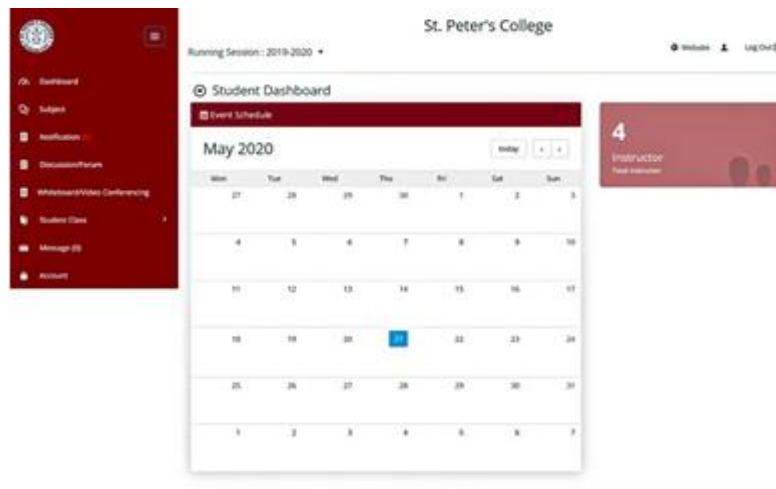 St. Peter's College
Running Session : 2019-2020
Website
Log Out
Dashboard
Subject
Notification
Discussion/Forum
Whiteboard/Video Conferencing
Student Class
Message (0)
Account
Student Dashboard
Event Schedule
May 2020
today
Mon Tue Wed Thu Fri Sat Sun
27 28 29 30 1 2 3
4 5 6 7 8 9 10
11 12 13 14 15 16 17
18 19 20 21 22 23 24
25 26 27 28 29 30 31
1 2 3 4 5 6 7
4
Instructor
Total Instructor